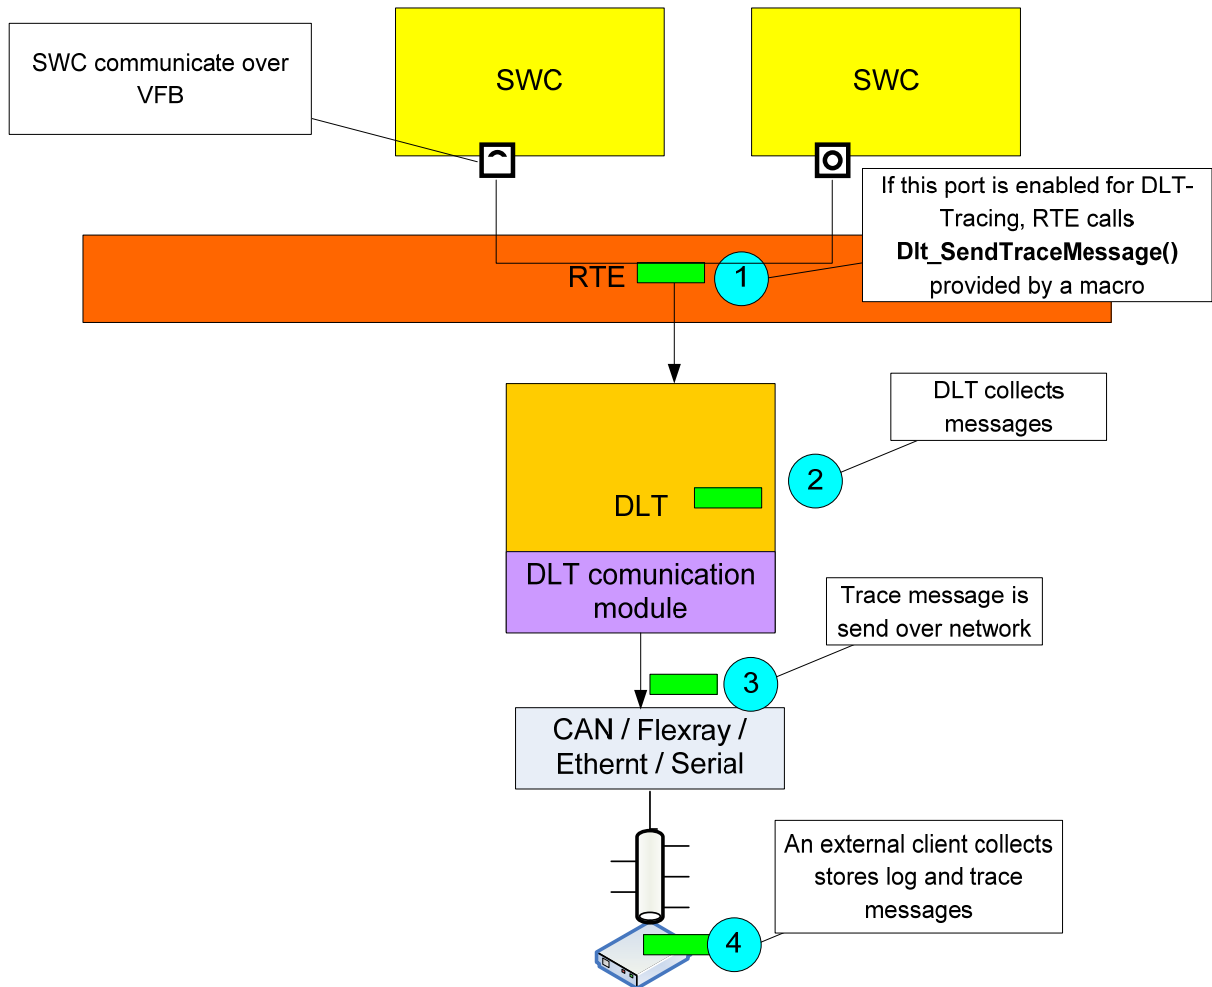 SWC communicate over
VFB
SWC
SWC
If this port is enabled for DLT-
Tracing, RTE calls
Dlt_SendTraceMessage()
provided by a macro
RTE
1
DLT collects
messages
2
DLT
DLT comunication
module
Trace message is
send over network
3
CAN / Flexray /
Ethernt / Serial
An external client collects
stores log and trace
messages
4